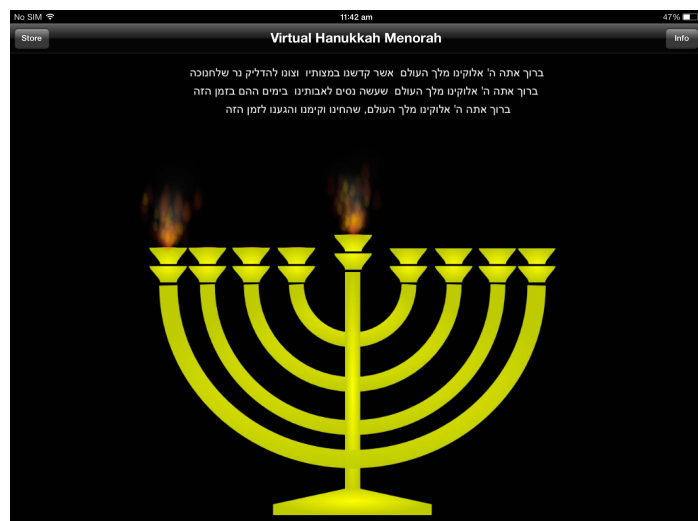 No SIM 11:42 am 47%
Store Virtual Hanukkah Menorah Info
ברוך אתה ה' אלוקינו מלך העולם  אשר קדשנו במצותיו  וצונו להדליק נר שלחנוכה
ברוך אתה ה' אלוקינו מלך העולם  שעשה נסים לאבותינו  בימים ההם בזמן הזה
ברוך אתה ה' אלוקינו מלך העולם, שהחינו וקימנו והגענו לזמן הזה